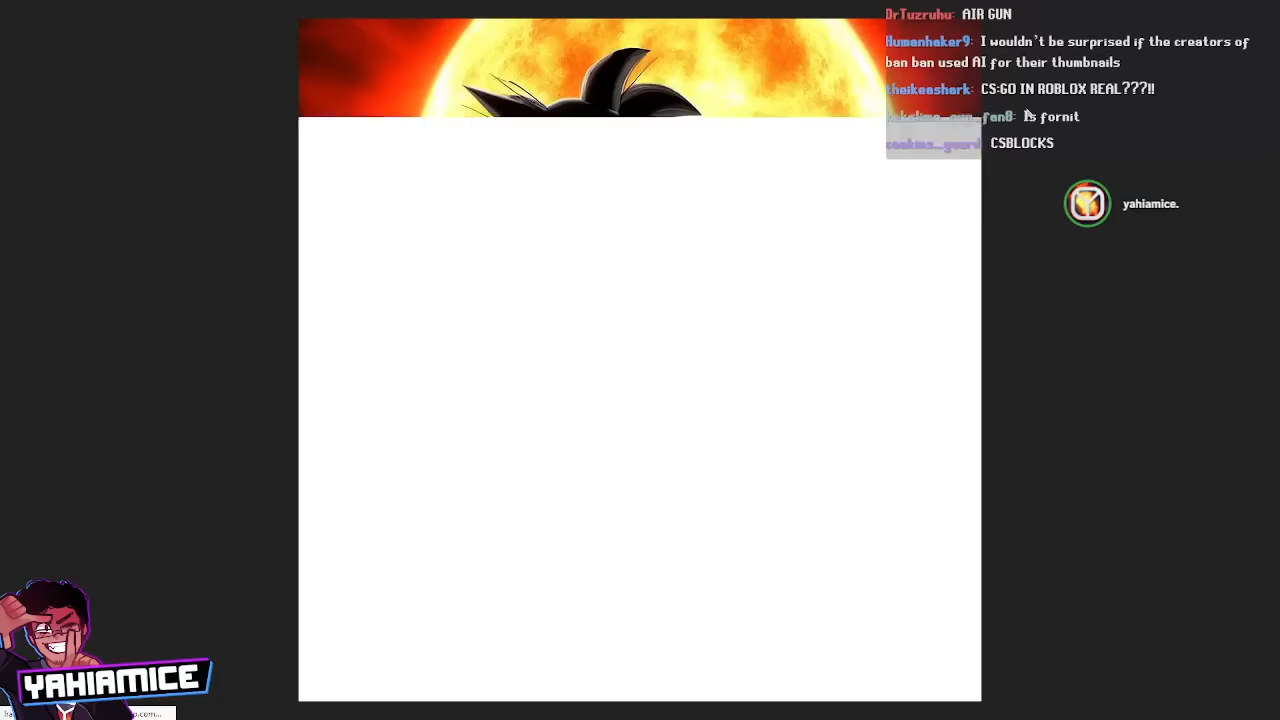 DrTuzruhu: AIR GUN
Humanhaker9: I wouldn't be surprised if the creators of
ban ban used AI for their thumbnails
theikeashark: CS:GO IN ROBLOX REAL???!!
Is fornit
CSBLOCKS
yahiamice.
YAHIAMICE
p.com...